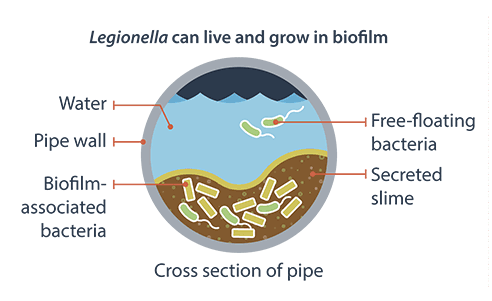 Legionella can live and grow in biofilm
Water
Pipe wall
Biofilm-
associated
bacteria
Free-floating
bacteria
Secreted
slime
Cross section of pipe